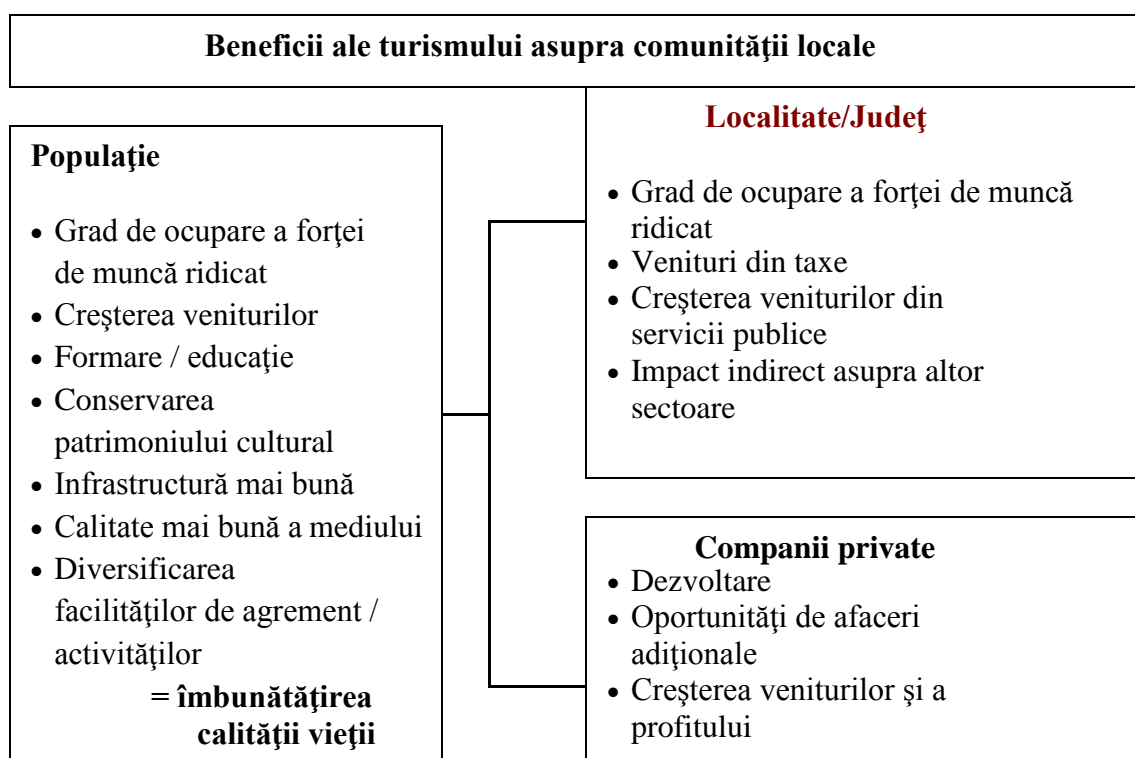 Beneficii ale turismului asupra comunităţii locale
Populaţie
• Grad de ocupare a forţei
de muncă ridicat
• Creşterea veniturilor
• Formare / educaţie
• Conservarea
patrimoniului cultural
• Infrastructură mai bună
• Calitate mai bună a mediului
• Diversificarea
facilităţilor de agrement /
activităţilor
= îmbunătăţirea
calităţii vieţii
Localitate/Judeţ
• Grad de ocupare a forţei de muncă
ridicat
• Venituri din taxe
• Creşterea veniturilor din
servicii publice
• Impact indirect asupra altor
sectoare
Companii private
• Dezvoltare
• Oportunităţi de afaceri
adiţionale
• Creşterea veniturilor şi a
profitului